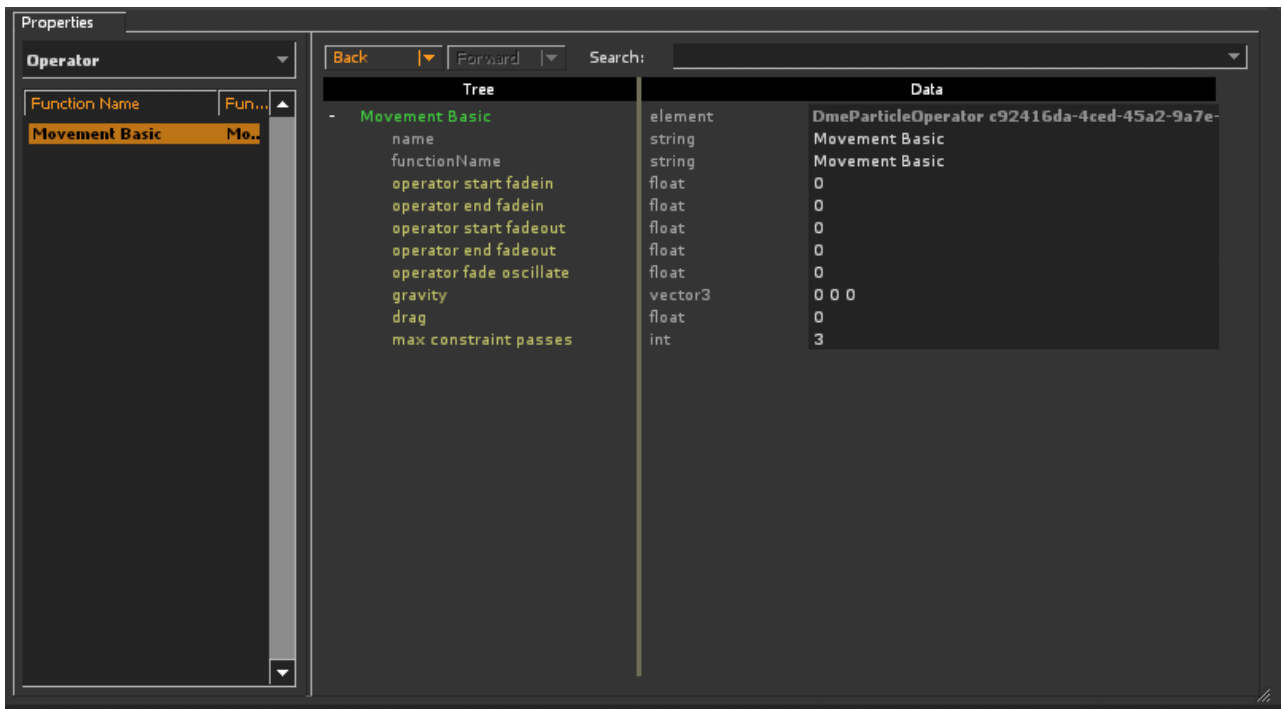 Properties
Operator
Function Name Fun...
Movement Basic Mo..
Back Forward Search:
Tree Data
- Movement Basic element DmeParticleOperator c92416da-4ced-45a2-9a7e-
name string Movement Basic
functionName string Movement Basic
operator start fadein float 0
operator end fadein float 0
operator start fadeout float 0
operator end fadeout float 0
operator fade oscillate float 0
gravity vector3 0 0 0
drag float 0
max constraint passes int 3